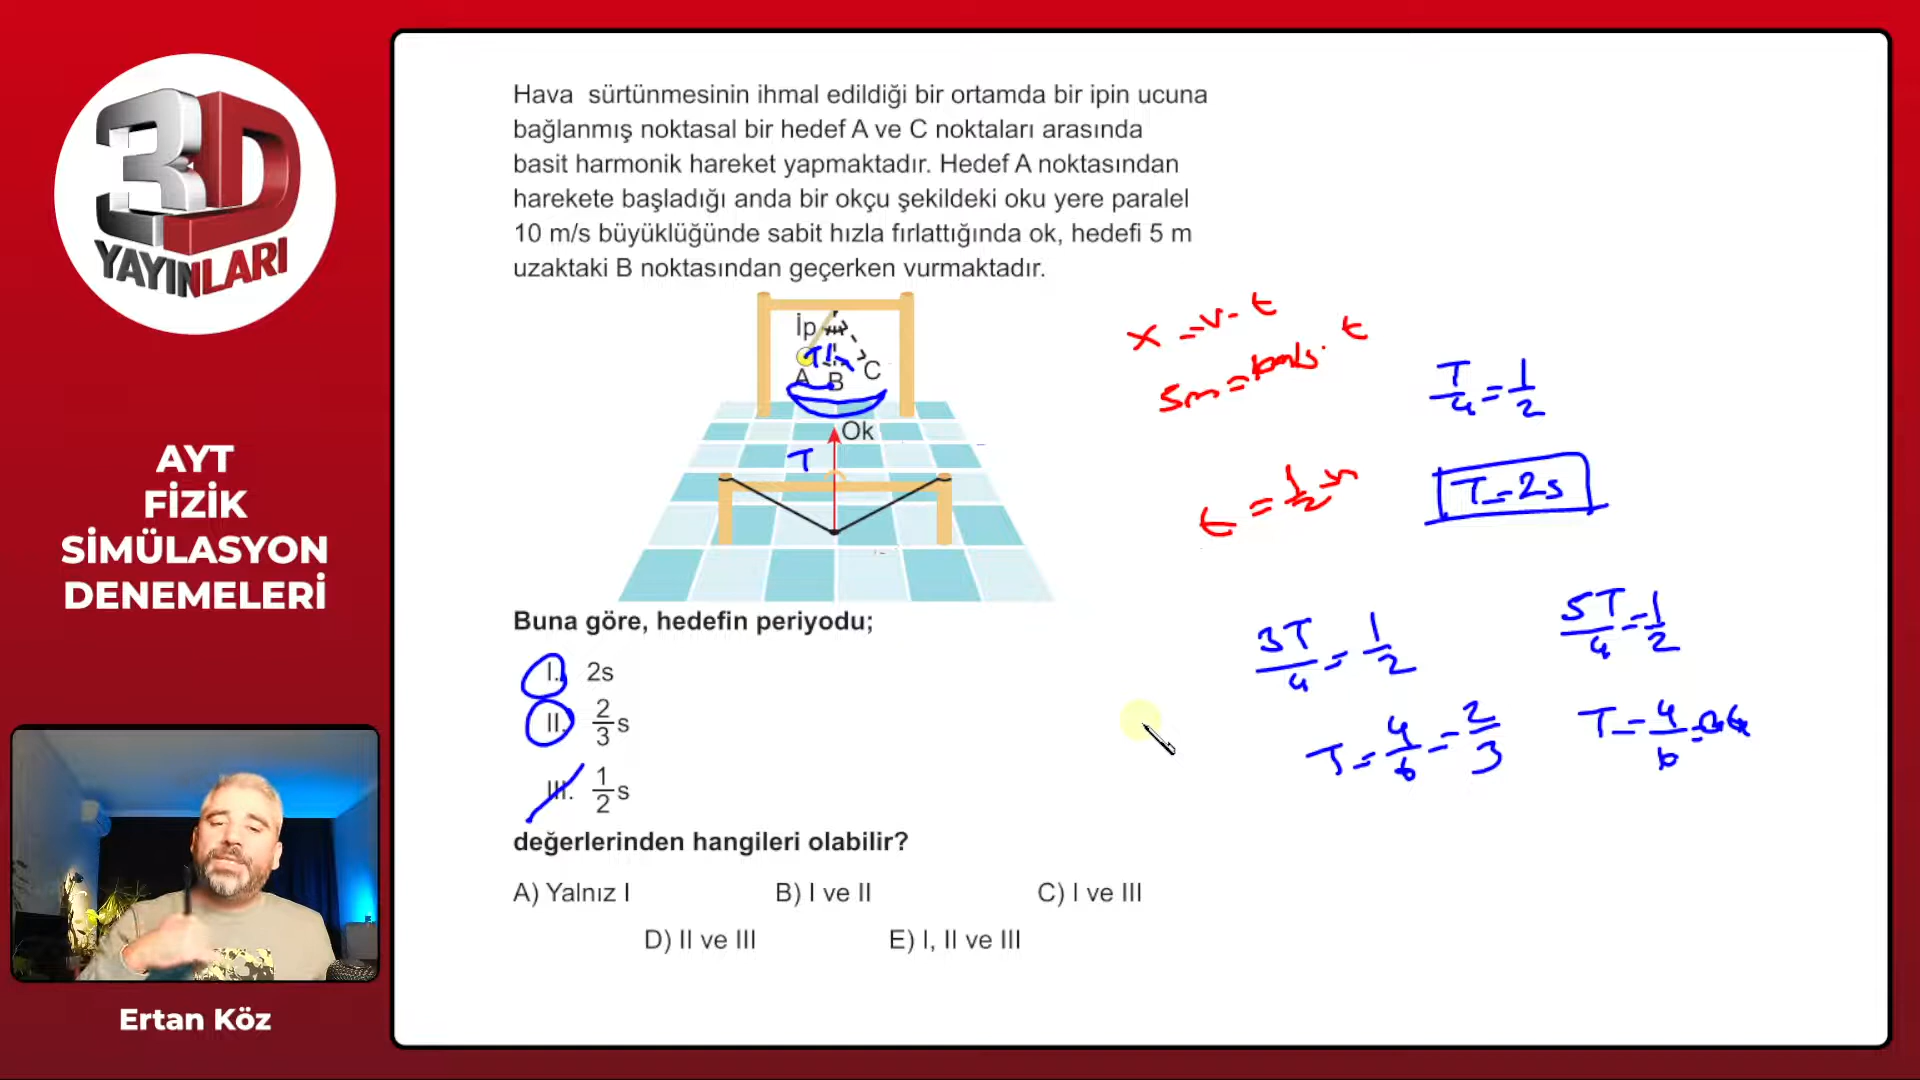 3D
YAYINLARI
AYT
FİZİK
SİMÜLASYON
DENEMELERİ
Ertan Köz
Hava sürtünmesinin ihmal edildiği bir ortamda bir ipin ucuna
bağlanmış noktasal bir hedef A ve C noktaları arasında
basit harmonik hareket yapmaktadır. Hedef A noktasından
harekete başladığı anda bir okçu şekildeki oku yere paralel
10 m/s büyüklüğünde sabit hızla fırlattığında ok, hedefi 5 m
uzaktaki B noktasından geçerken vurmaktadır.
İp
A B C
Ok
T
x = v. t
5m = 10m/s. t
t = 1/2 sn
T/4 = 1/2
T = 2s
3T/4 = 1/2
T = 4/6 = 2/3
5T/4 = 1/2
Buna göre, hedefin periyodu;
I. 2s
II. 2/3 s
III. 1/2 s
değerlerinden hangileri olabilir?
A) Yalnız I B) I ve II C) I ve III
D) II ve III E) I, II ve III